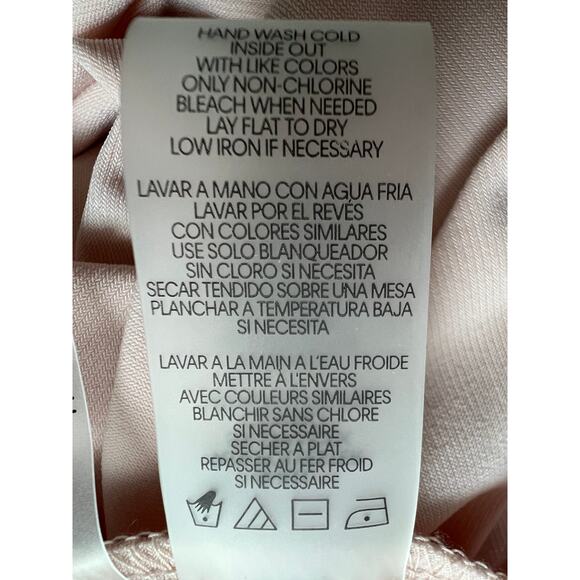 HAND WASH COLD
INSIDE OUT
WITH LIKE COLORS
ONLY NON-CHLORINE
BLEACH WHEN NEEDED
LAY FLAT TO DRY
LOW IRON IF NECESSARY
LAVAR A MANO CON AGUA FRIA
LAVAR POR EL REVÉS
CON COLORES SIMILARES
USE SOLO BLANQUEADOR
SIN CLORO SI NECESITA
SECAR TENDIDO SOBRE UNA MESA
PLANCHAR A TEMPERATURA BAJA
SI NECESITA
LAVAR A LA MAIN A L'EAU FROIDE
METTRE À L'ENVERS
AVEC COULEURS SIMILAIRES
BLANCHIR SANS CHLORE
SI NECESSAIRE
SECHER A PLAT
REPASSER AU FER FROID
SI NECESSAIRE